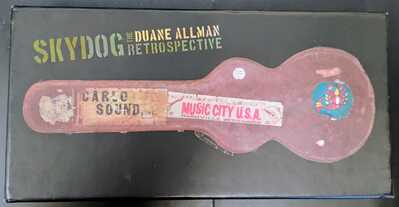 SKYDOG THE DUANE ALLMAN
RETROSPECTIVE
CARLO
SOUND
MUSIC CITY U.S.A.